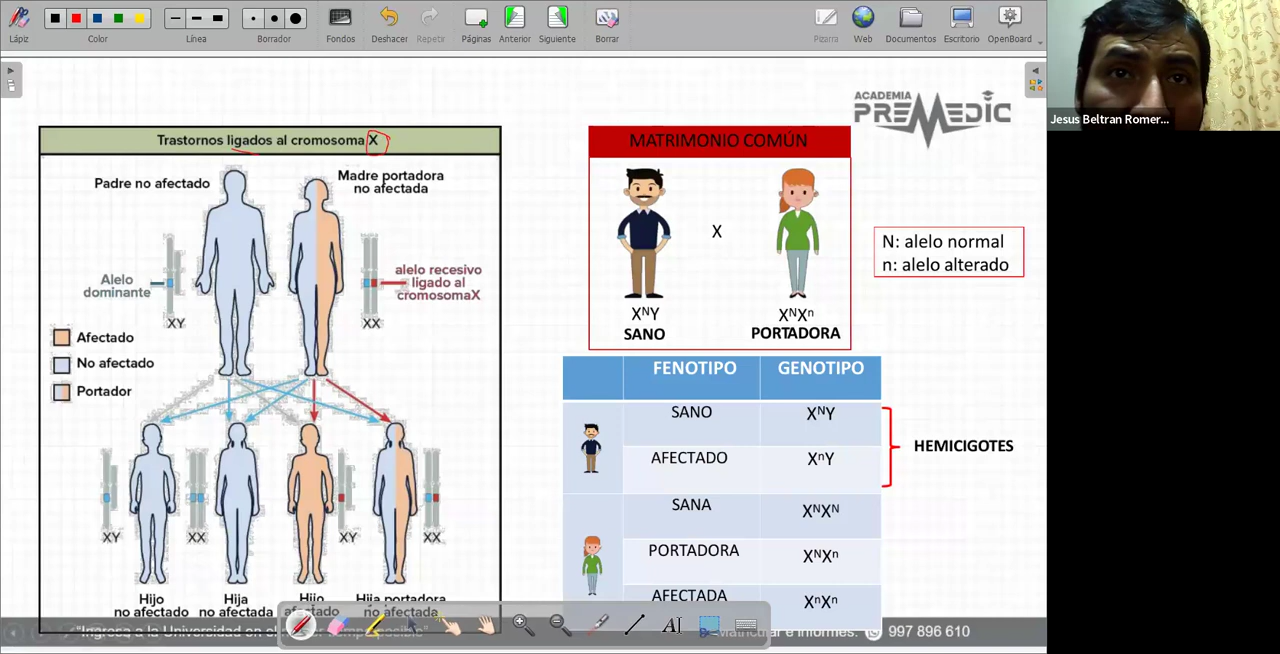 Lápiz
Color
Línea
Borrador
Fondos
Deshacer
Repetir
Páginas
Anterior
Siguiente
Borrar
Pizarra
Web
Documentos
Escritorio
OpenBoard
Jesus Beltran Romer...
ACADEMIA
PREMEDIC
Trastornos ligados al cromosoma X
Padre no afectado
Madre portadora
no afectada
Alelo
dominante
alelo recesivo
ligado al
cromosomaX
XY
XX
Afectado
No afectado
Portador
XY
XX
XY
XX
Hijo
no afectado
Hija
no afectada
Hijo
afectado
Hija portadora
no afectada
MATRIMONIO COMÚN
X
XᴺY
SANO
XᴺXⁿ
PORTADORA
N: alelo normal
n: alelo alterado
FENOTIPO GENOTIPO
SANO XᴺY
AFECTADO XⁿY
HEMICIGOTES
SANA XᴺXᴺ
PORTADORA XᴺXⁿ
AFECTADA XⁿXⁿ
"Ingresa a la Universidad en el
posible"
e informes:
997 896 610